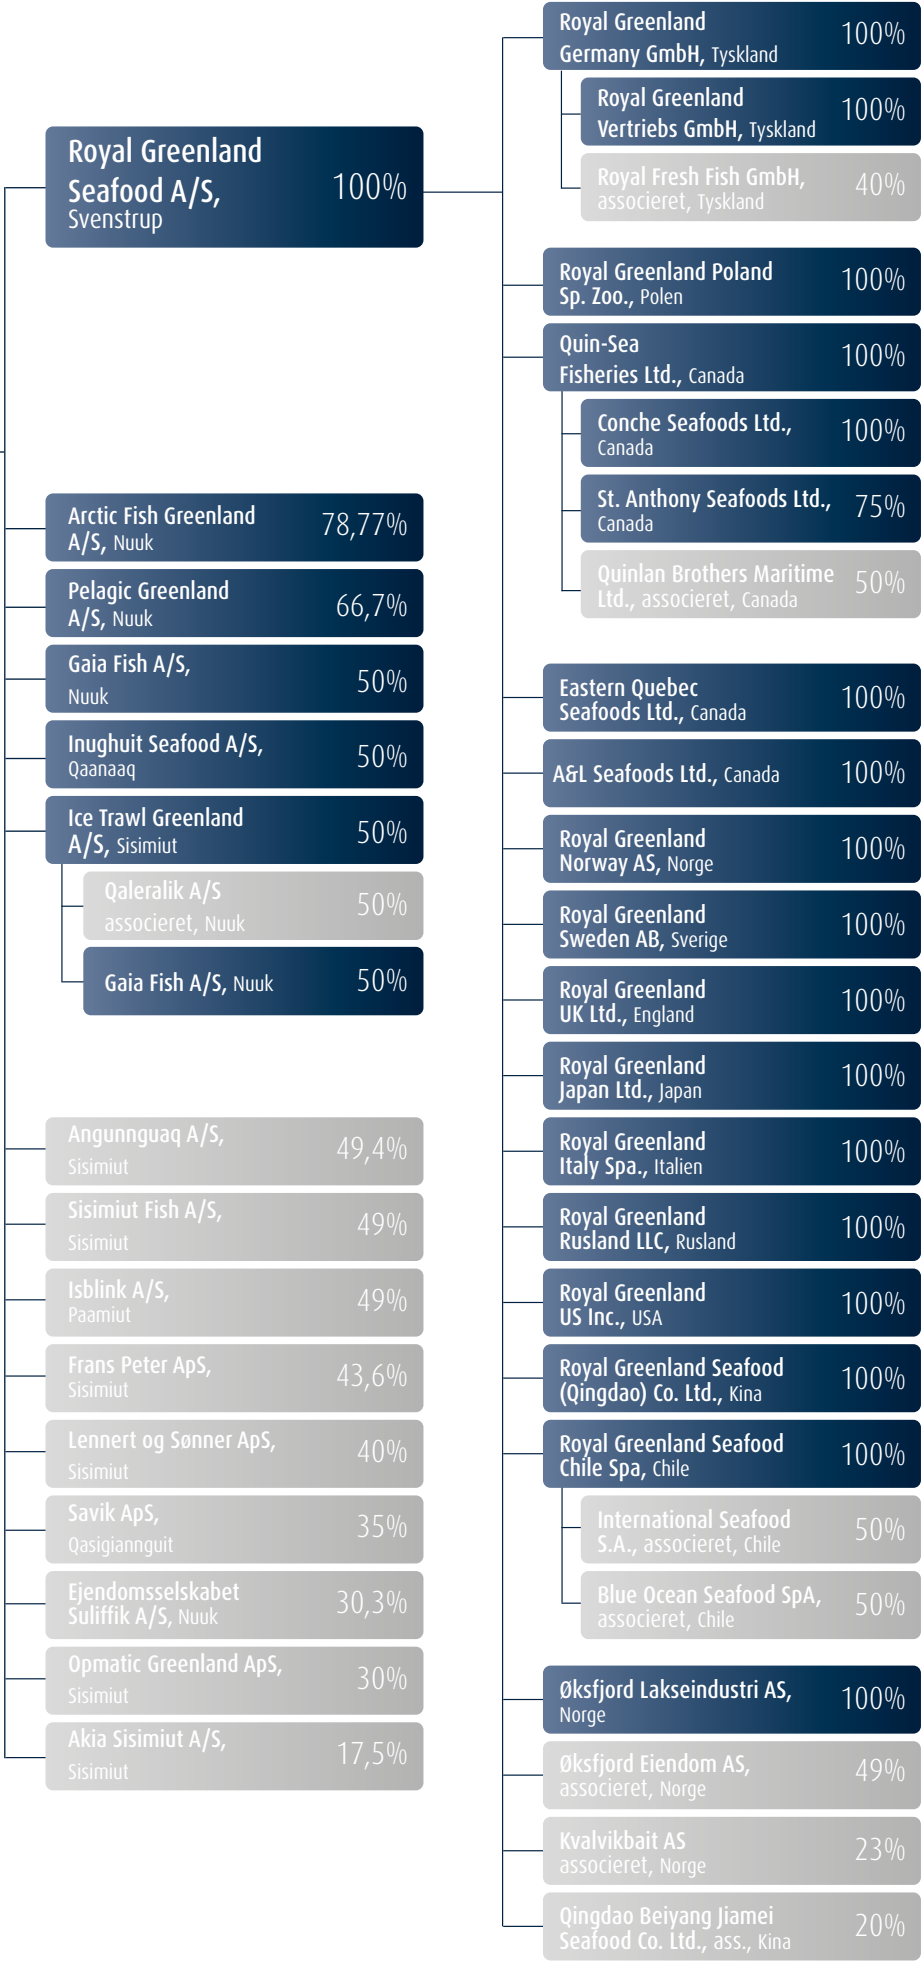 Royal Greenland
Seafood A/S,
Svenstrup
100%
Arctic Fish Greenland
A/S, Nuuk
78,77%
Pelagic Greenland
A/S, Nuuk
66,7%
Gaia Fish A/S,
Nuuk
50%
Inughuit Seafood A/S,
Qaanaaq
50%
Ice Trawl Greenland
A/S, Sisimiut
50%
Qaleralik A/S
associeret, Nuuk
50%
Gaia Fish A/S, Nuuk
50%
Angunnguaq A/S,
Sisimiut
49,4%
Sisimiut Fish A/S,
Sisimiut
49%
Isblink A/S,
Paamiut
49%
Frans Peter ApS,
Sisimiut
43,6%
Lennert og Sønner ApS,
Sisimiut
40%
Savik ApS,
Qasigiannguit
35%
Ejendomsselskabet
Suliffik A/S, Nuuk
30,3%
Opmatic Greenland ApS,
Sisimiut
30%
Akia Sisimiut A/S,
Sisimiut
17,5%
Royal Greenland
Germany GmbH, Tyskland
100%
Royal Greenland
Vertriebs GmbH, Tyskland
100%
Royal Fresh Fish GmbH,
associeret, Tyskland
40%
Royal Greenland Poland
Sp. Zoo., Polen
100%
Quin-Sea
Fisheries Ltd., Canada
100%
Conche Seafoods Ltd.,
Canada
100%
St. Anthony Seafoods Ltd.,
Canada
75%
Quinlan Brothers Maritime
Ltd., associeret, Canada
50%
Eastern Quebec
Seafoods Ltd., Canada
100%
A&L Seafoods Ltd., Canada
100%
Royal Greenland
Norway AS, Norge
100%
Royal Greenland
Sweden AB, Sverige
100%
Royal Greenland
UK Ltd., England
100%
Royal Greenland
Japan Ltd., Japan
100%
Royal Greenland
Italy Spa., Italien
100%
Royal Greenland
Rusland LLC, Rusland
100%
Royal Greenland
US Inc., USA
100%
Royal Greenland Seafood
(Qingdao) Co. Ltd., Kina
100%
Royal Greenland Seafood
Chile Spa, Chile
100%
International Seafood
S.A., associeret, Chile
50%
Blue Ocean Seafood SpA,
associeret, Chile
50%
Øksfjord Lakseindustri AS,
Norge
100%
Øksfjord Eiendom AS,
associeret, Norge
49%
Kvalvikbait AS
associeret, Norge
23%
Qingdao Beiyang Jiamei
Seafood Co. Ltd., ass., Kina
20%